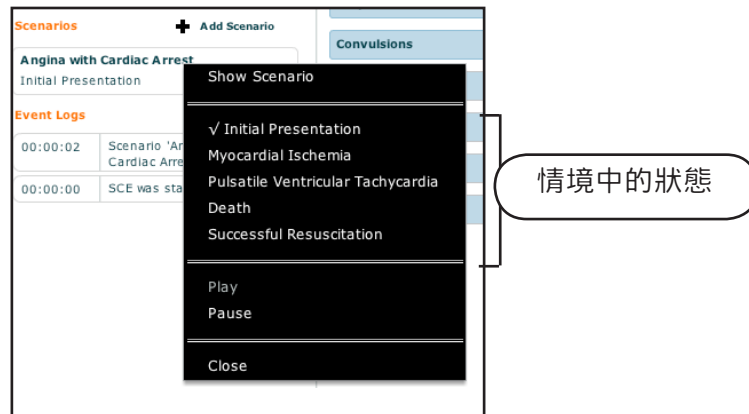 Scenarios
Add Scenario
Angina with Cardiac Arrest
Initial Presentation
Event Logs
00:00:02
Scenario 'An
Cardiac Arre
00:00:00
SCE was sta
Convulsions
Show Scenario
√ Initial Presentation
Myocardial Ischemia
Pulsatile Ventricular Tachycardia
Death
Successful Resuscitation
Play
Pause
Close
情境中的狀態